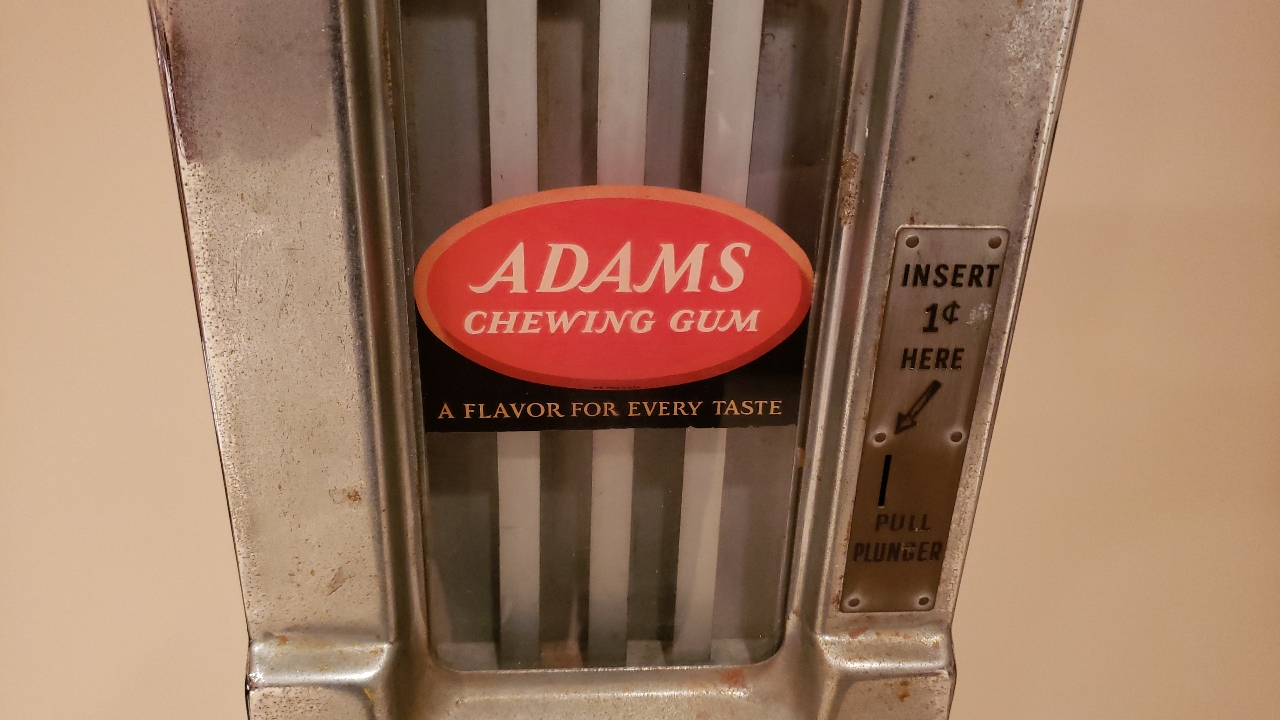 ADAMS
CHEWING GUM
A FLAVOR FOR EVERY TASTE
INSERT
1¢
HERE
PULL
PLUNGER